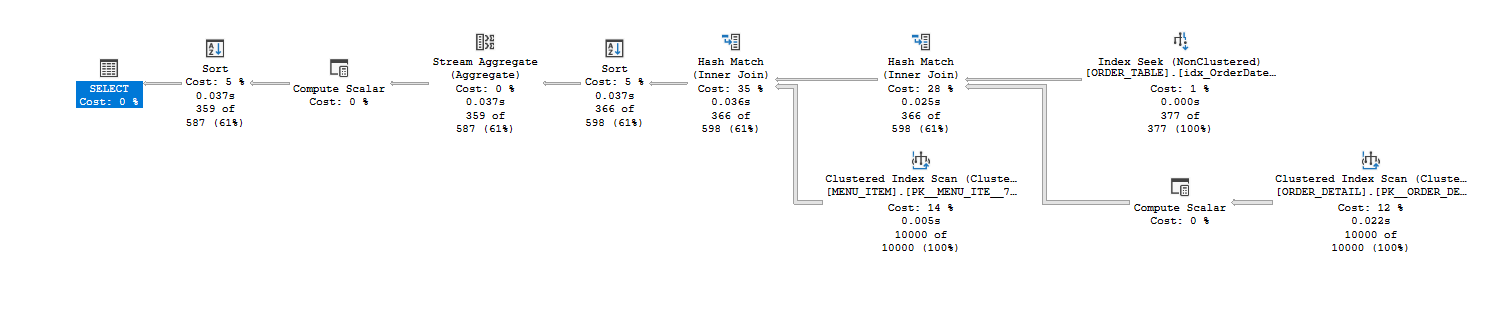 SELECT
Cost: 0 %
Sort
Cost: 5 %
0.037s
359 of
587 (61%)
Compute Scalar
Cost: 0 %
Stream Aggregate
(Aggregate)
Cost: 0 %
0.037s
359 of
587 (61%)
Sort
Cost: 5 %
0.037s
366 of
598 (61%)
Hash Match
(Inner Join)
Cost: 35 %
0.036s
366 of
598 (61%)
Hash Match
(Inner Join)
Cost: 28 %
0.025s
366 of
598 (61%)
Index Seek (NonClustered)
[ORDER_TABLE].[idx_OrderDate…
Cost: 1 %
0.000s
377 of
377 (100%)
Clustered Index Scan (Cluste…
[MENU_ITEM].[PK__MENU_ITE__7…
Cost: 14 %
0.005s
10000 of
10000 (100%)
Compute Scalar
Cost: 0 %
Clustered Index Scan (Cluste…
[ORDER_DETAIL].[PK__ORDER_DE…
Cost: 12 %
0.022s
10000 of
10000 (100%)